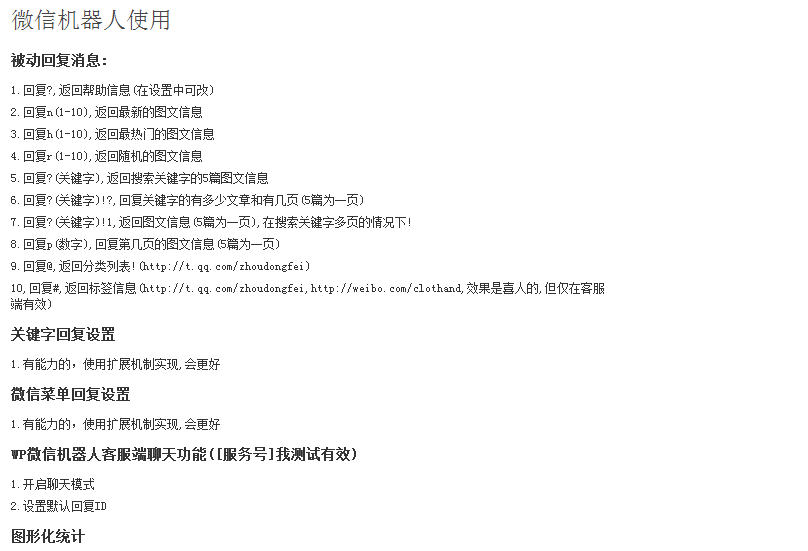 微信机器人使用
被动回复消息:
1.回复?,返回帮助信息(在设置中可改)
2.回复n(1-10),返回最新的图文信息
3.回复h(1-10),返回最热门的图文信息
4.回复r(1-10),返回随机的图文信息
5.回复?(关键字),返回搜索关键字的5篇图文信息
6.回复?(关键字)!?,回复关键字的有多少文章和有几页(5篇为一页)
7.回复?(关键字)!1,返回图文信息(5篇为一页),在搜索关键字多页的情况下!
8.回复p(数字),回复第几页的图文信息(5篇为一页)
9.回复@,返回分类列表!(http://t.qq.com/zhoudongfei)
10,回复#,返回标签信息(http://t.qq.com/zhoudongfei,http://weibo.com/clothand,效果是喜人的,但仅在客服
端有效)
关键字回复设置
1.有能力的，使用扩展机制实现,会更好
微信菜单回复设置
1.有能力的，使用扩展机制实现,会更好
WP微信机器人客服端聊天功能([服务号]我测试有效)
1.开启聊天模式
2.设置默认回复ID
图形化统计